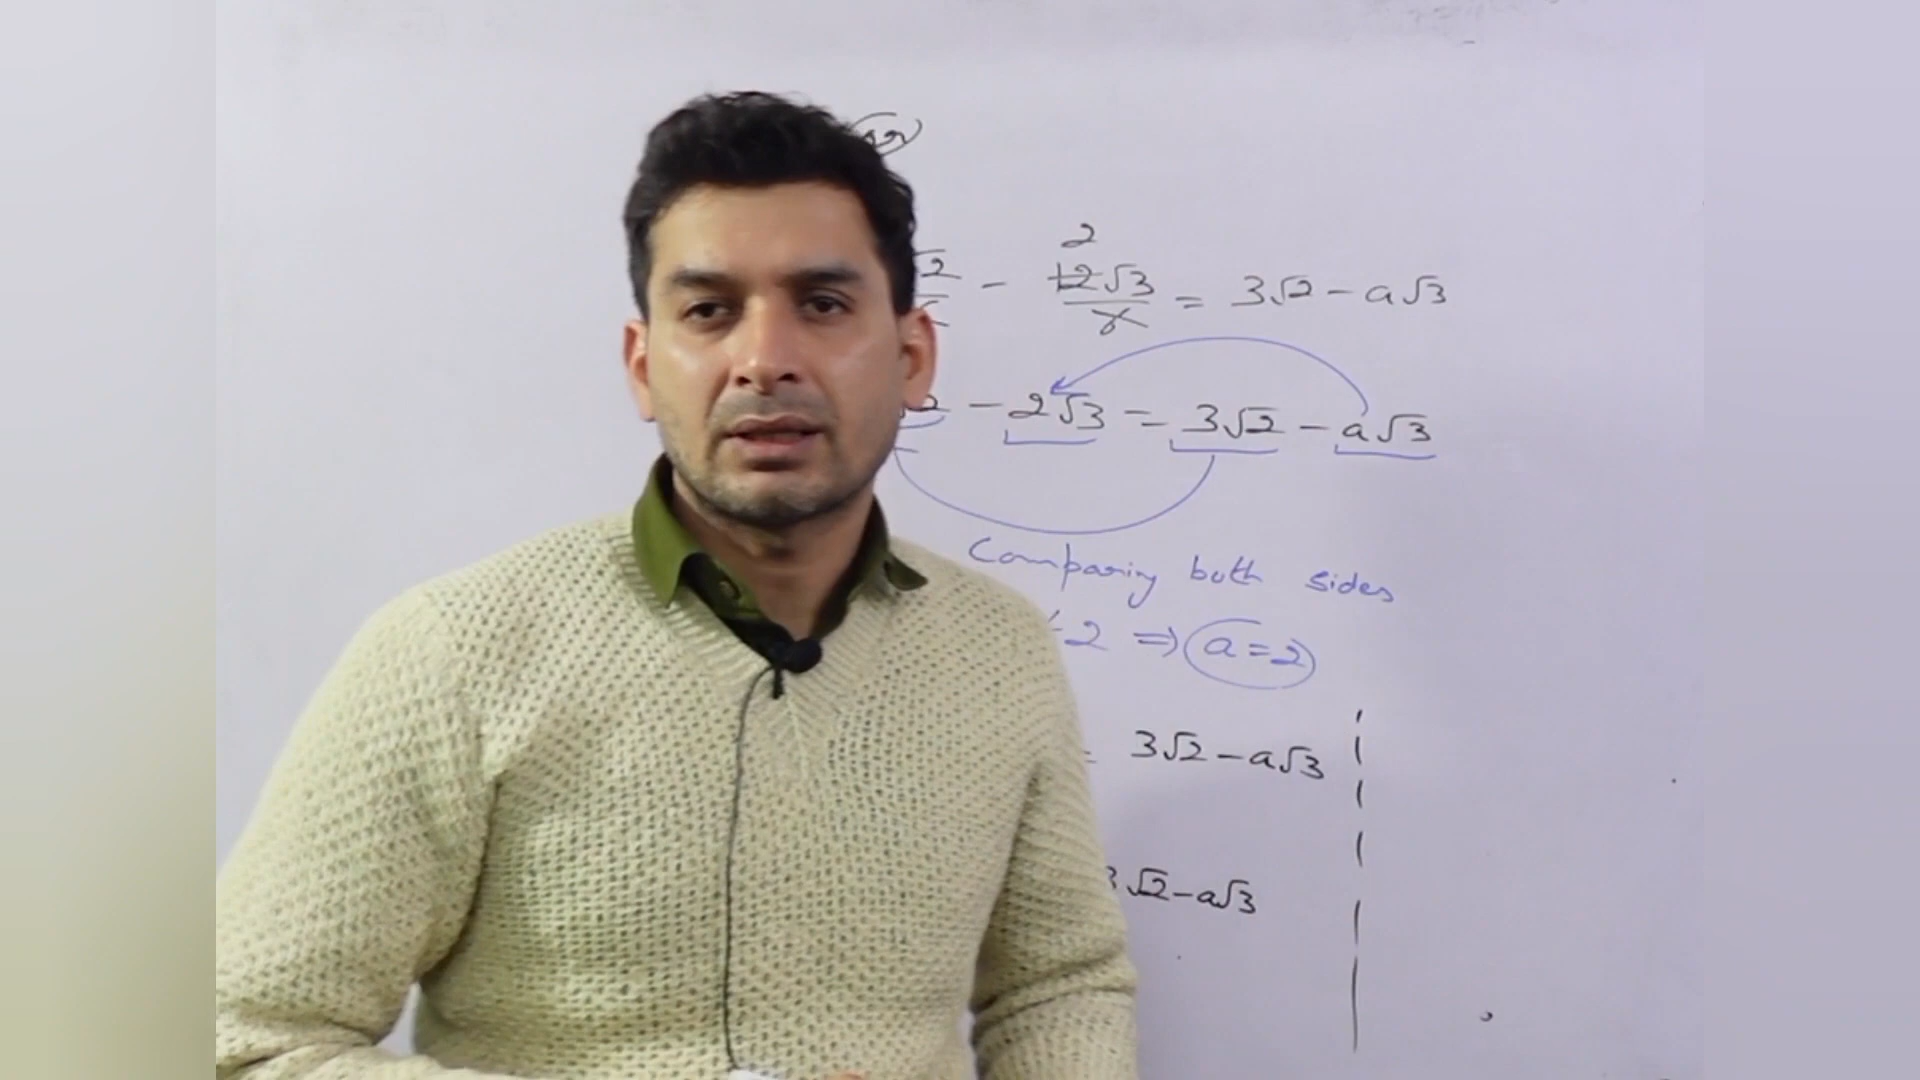 √2 - 12√3 = 3√2 - a√3
2
√2 - 2√3 = 3√2 - a√3
Comparing both sides
2 ⇒ a=2
3√2 - a√3
3√2 - a√3